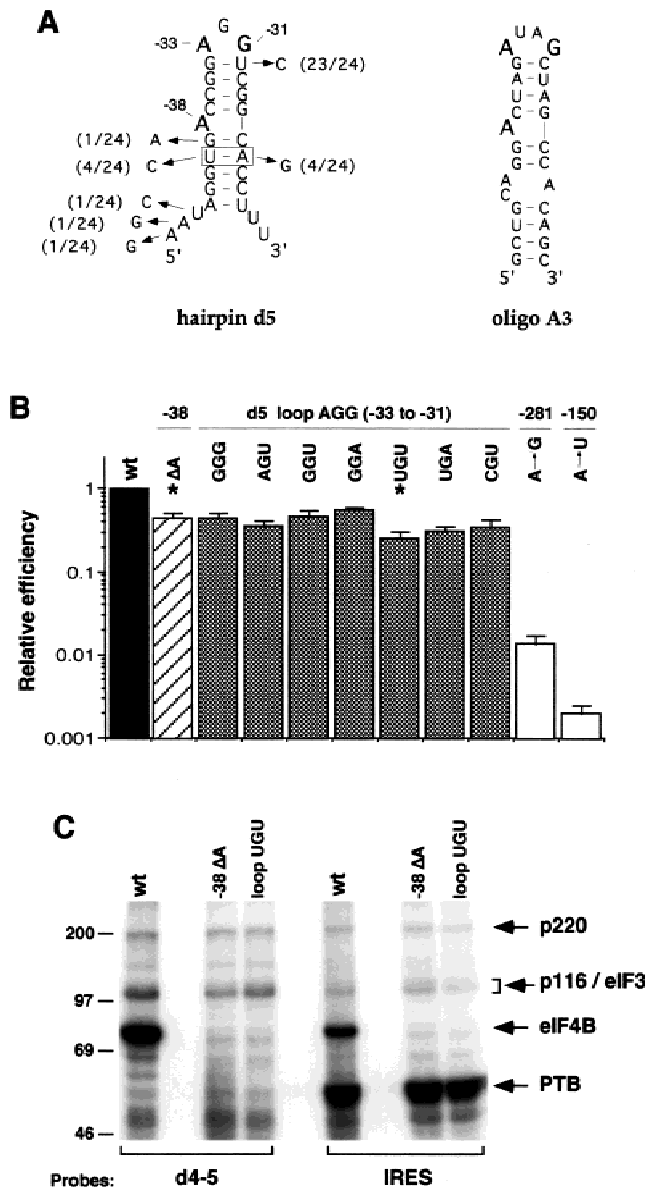 A
-33
A
G
G
-31
G - U → C (23/24)
G - C
C - G
C - G
-38
A
(1/24) A ← G - C
(4/24) C ← U - A → G (4/24)
G - C
G - C
(1/24) C ← U A - U
(1/24) G ← A U
(1/24) G ← A U
5' 3'
hairpin d5
A U A G
G - C
A - U
U - A
C - G
A
G - C
G - C
A A
C
G - C
U - A
C - G
G - C
5' 3'
oligo A3
B
-38 d5 loop AGG (-33 to -31) -281 -150
wt *ΔA GGG AGU GGU GGA *UGU UGA CGU A→G A→U
Relative efficiency
1
0.1
0.01
0.001
C
wt -38 ΔA loop UGU wt -38 ΔA loop UGU
200
97
69
46
p220
p116 / eIF3
eIF4B
PTB
Probes: d4-5 IRES